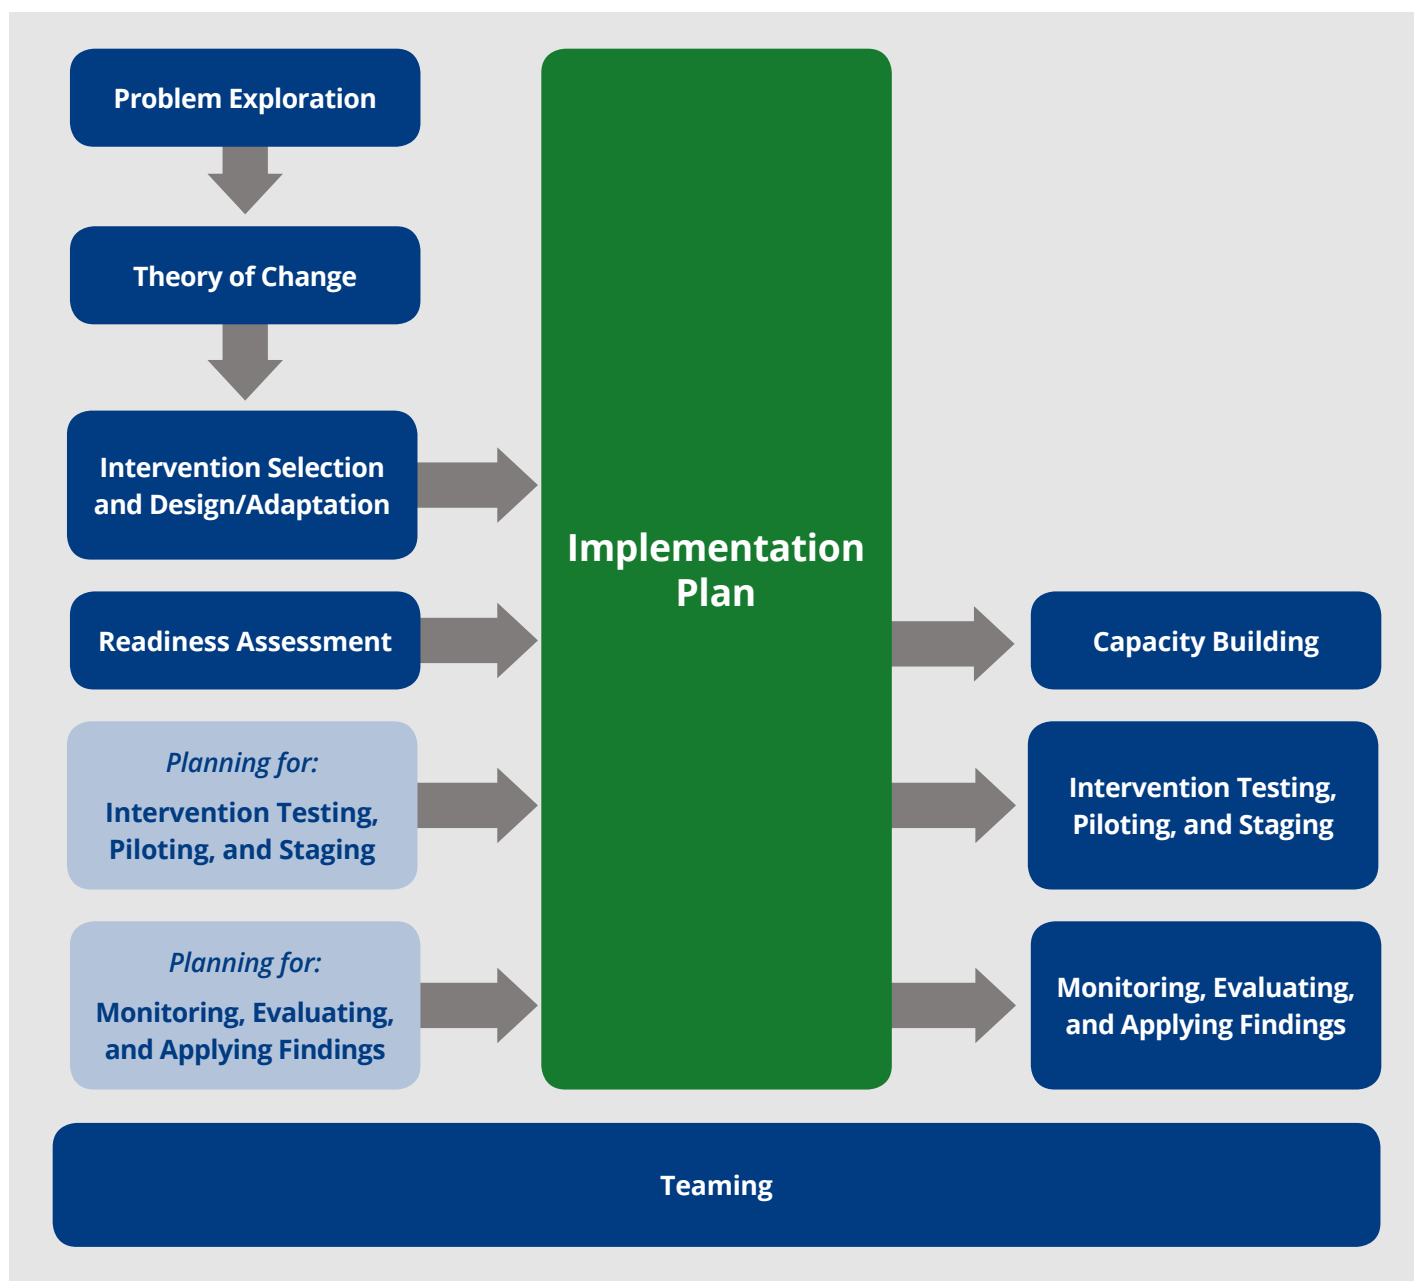 Problem Exploration
Theory of Change
Intervention Selection
and Design/Adaptation
Readiness Assessment
Planning for:
Intervention Testing,
Piloting, and Staging
Planning for:
Monitoring, Evaluating,
and Applying Findings
Implementation
Plan
Capacity Building
Intervention Testing,
Piloting, and Staging
Monitoring, Evaluating,
and Applying Findings
Teaming